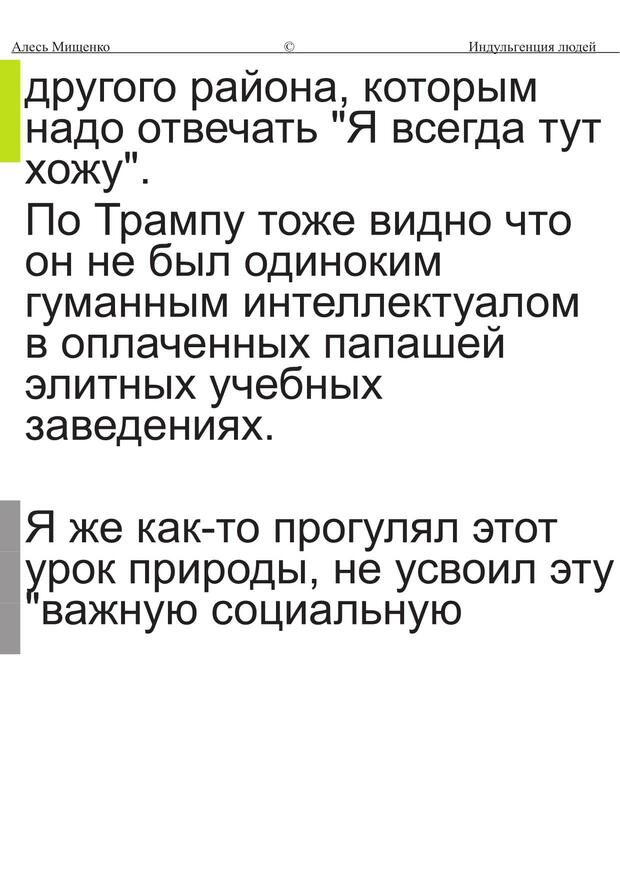 Алесь Мищенко © Индульгенция людей
другого района, которым
надо отвечать "Я всегда тут
хожу".
По Трампу тоже видно что
он не был одиноким
гуманным интеллектуалом
в оплаченных папашей
элитных учебных
заведениях.
Я же как-то прогулял этот
урок природы, не усвоил эту
"важную социальную